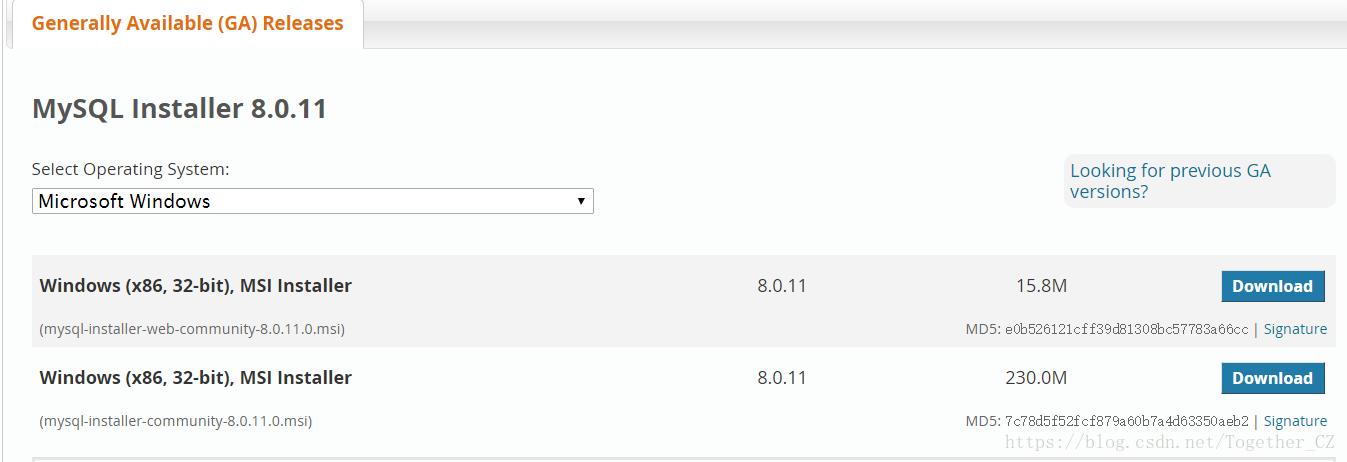 Generally Available (GA) Releases
MySQL Installer 8.0.11
Select Operating System:
Looking for previous GA
versions?
Microsoft Windows
Windows (x86, 32-bit), MSI Installer 8.0.11 15.8M Download
(mysql-installer-web-community-8.0.11.0.msi) MD5: e0b526121cff39d81308bc57783a66cc | Signature
Windows (x86, 32-bit), MSI Installer 8.0.11 230.0M Download
(mysql-installer-community-8.0.11.0.msi) MD5: 7c78d5f52fcf879a60b7a4d63350aeb2 | Signature
https://blog.csdn.net/Together_CZ